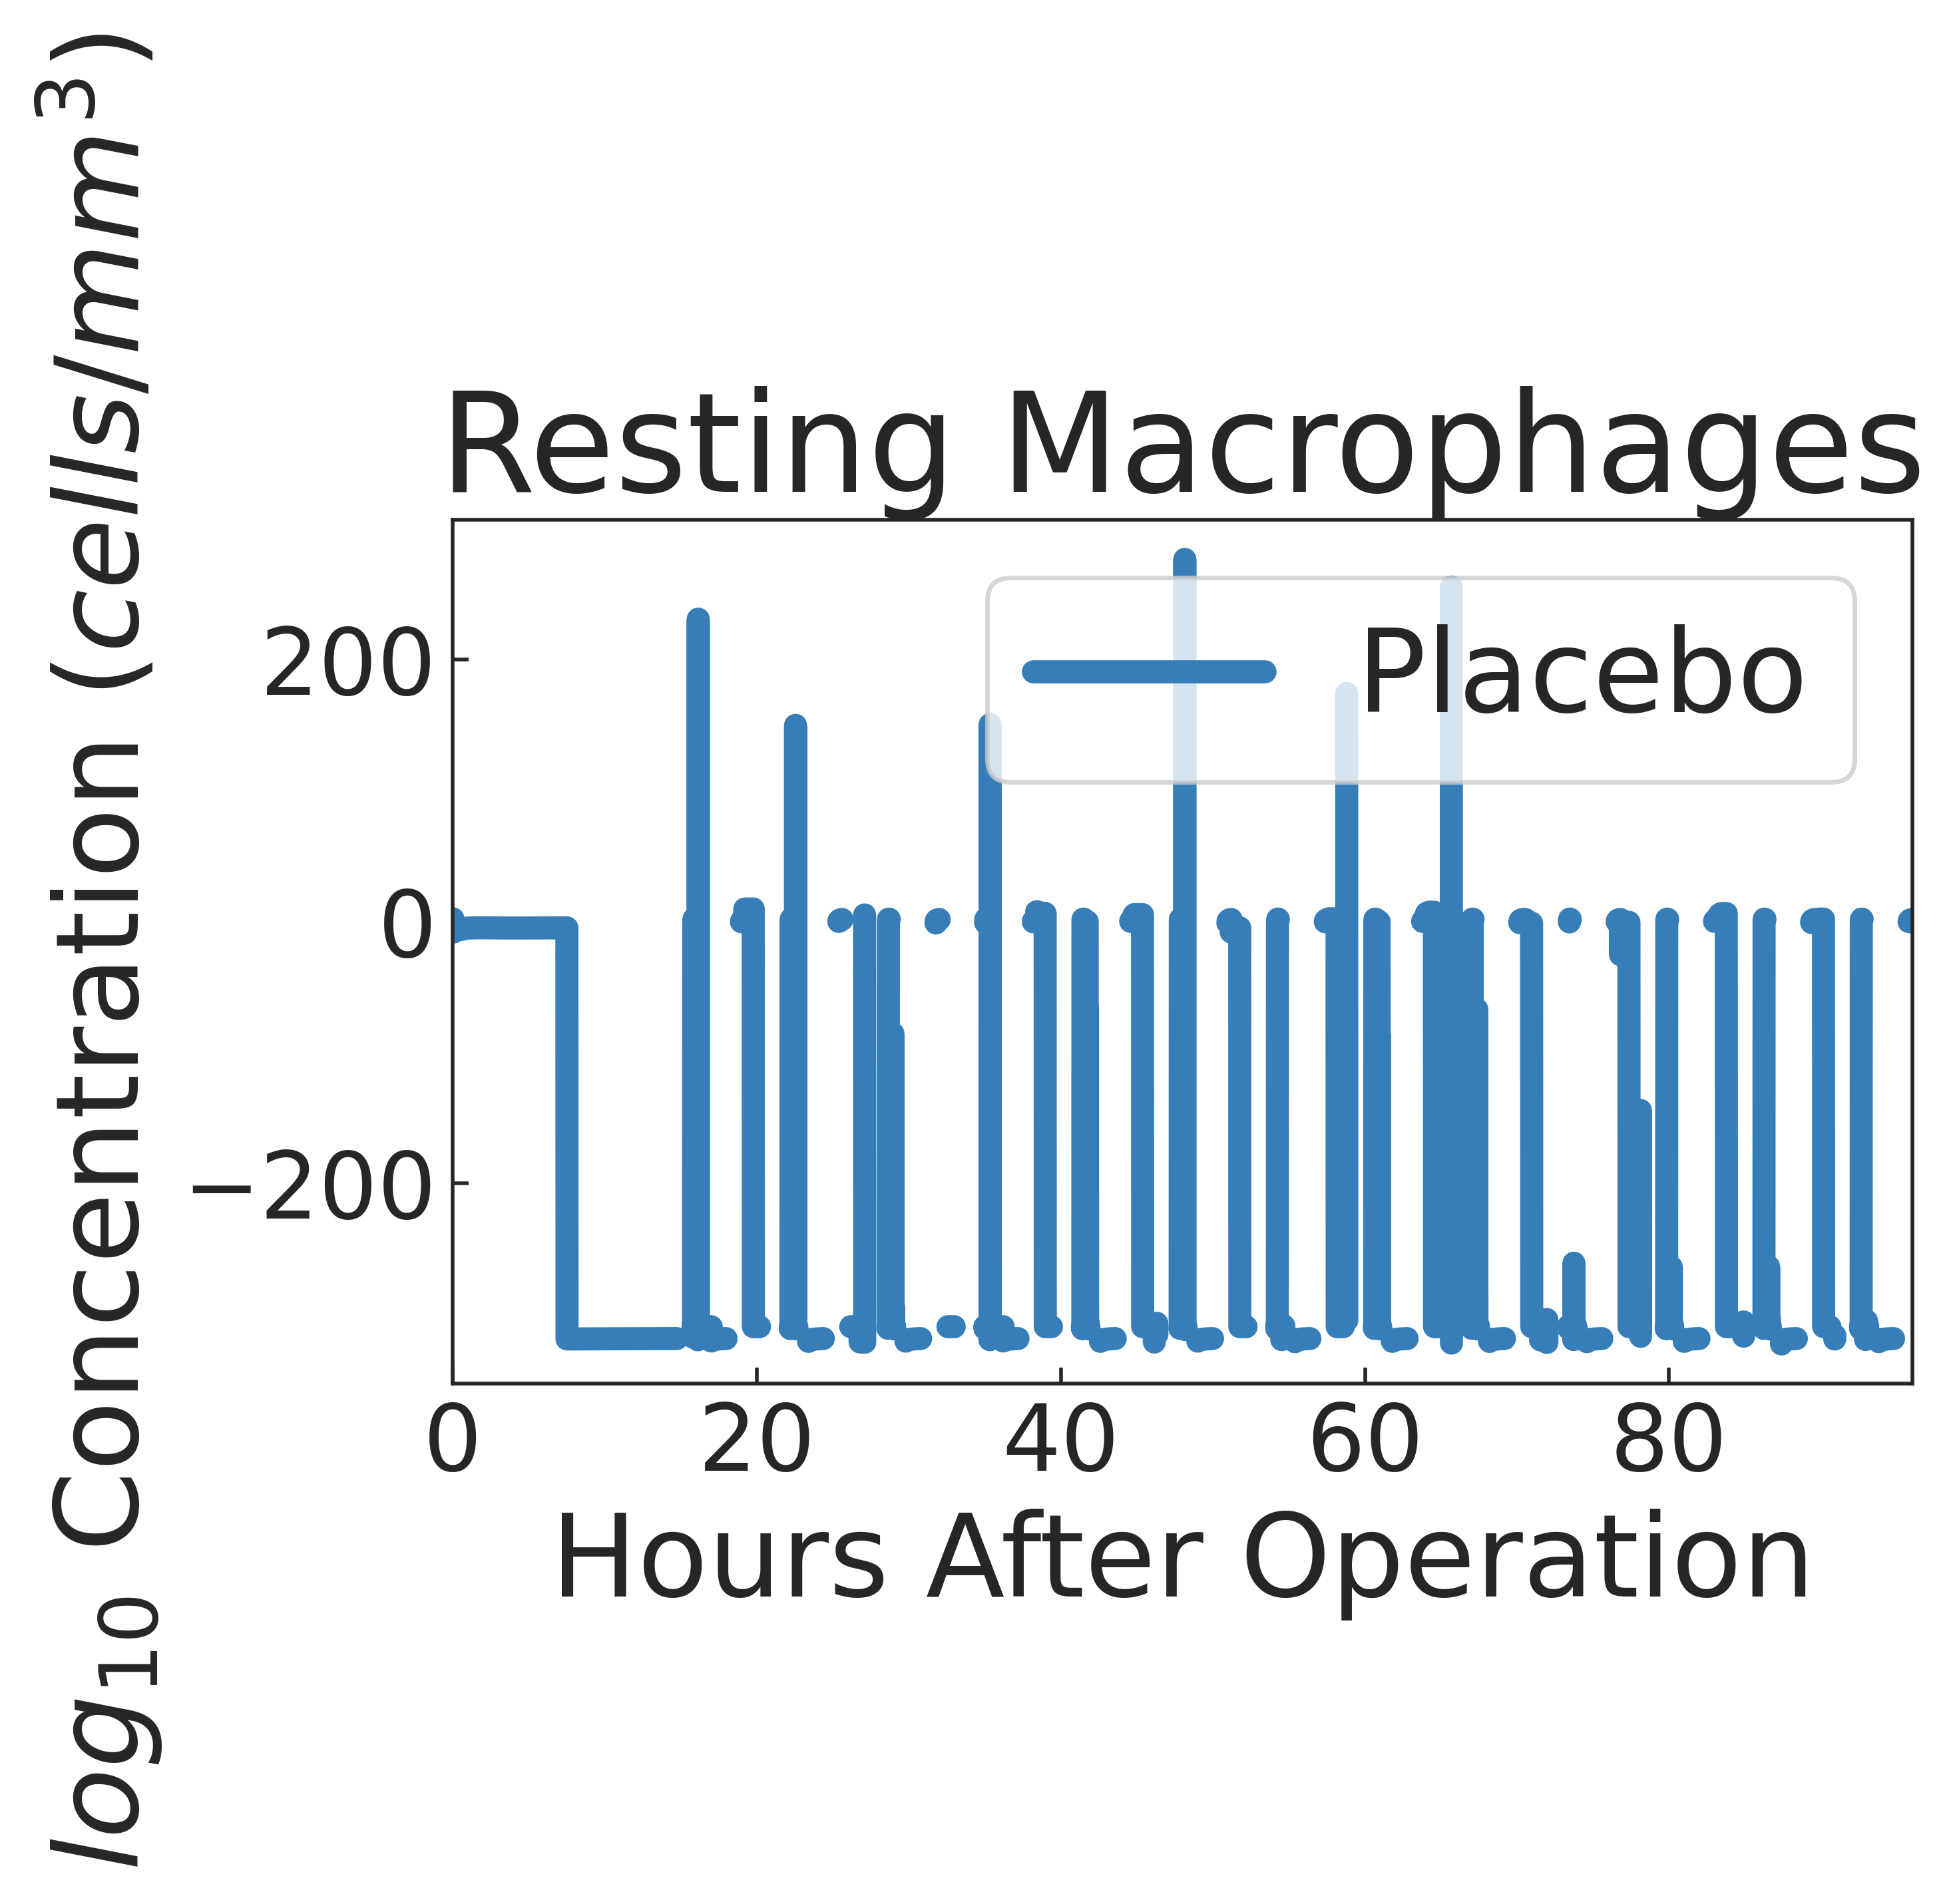 Resting Macrophages
log10 Concentration (cells/mm3)
Placebo
200
0
−200
0 20 40 60 80
Hours After Operation